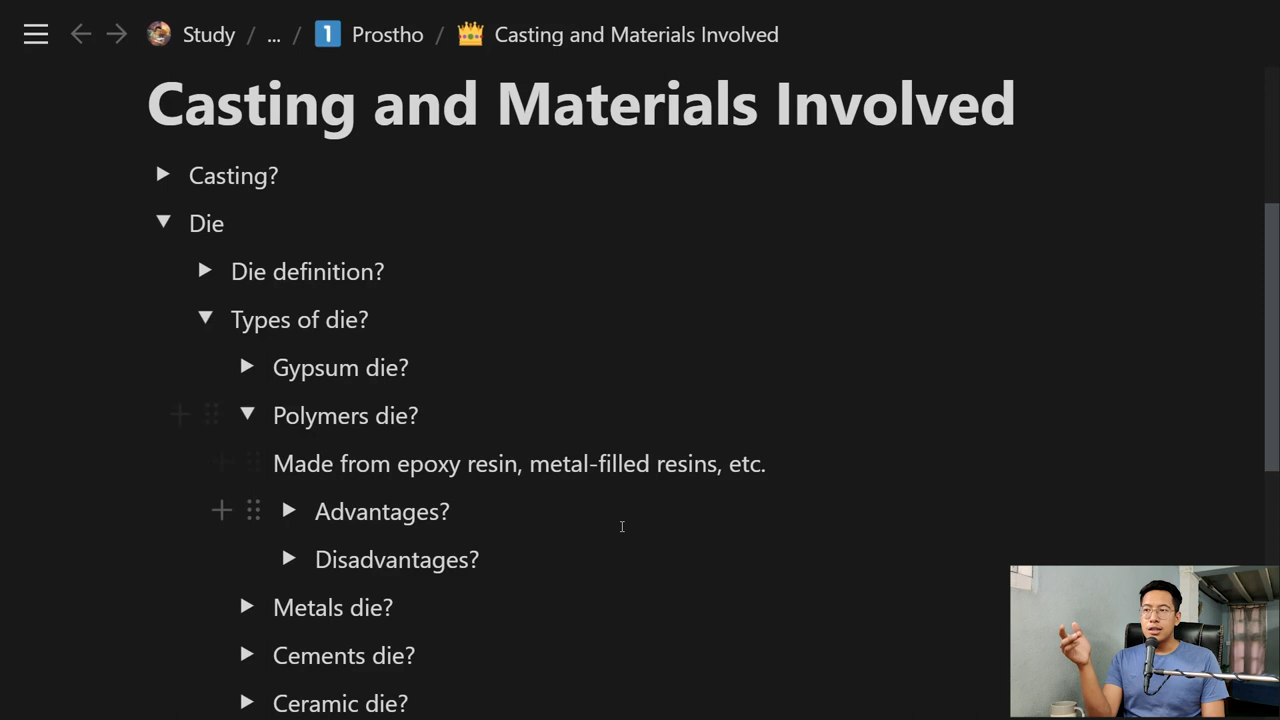 Study / ... / 1 Prostho / Casting and Materials Involved
Casting and Materials Involved
Casting?
Die
Die definition?
Types of die?
Gypsum die?
Polymers die?
Made from epoxy resin, metal-filled resins, etc.
Advantages?
Disadvantages?
Metals die?
Cements die?
Ceramic die?